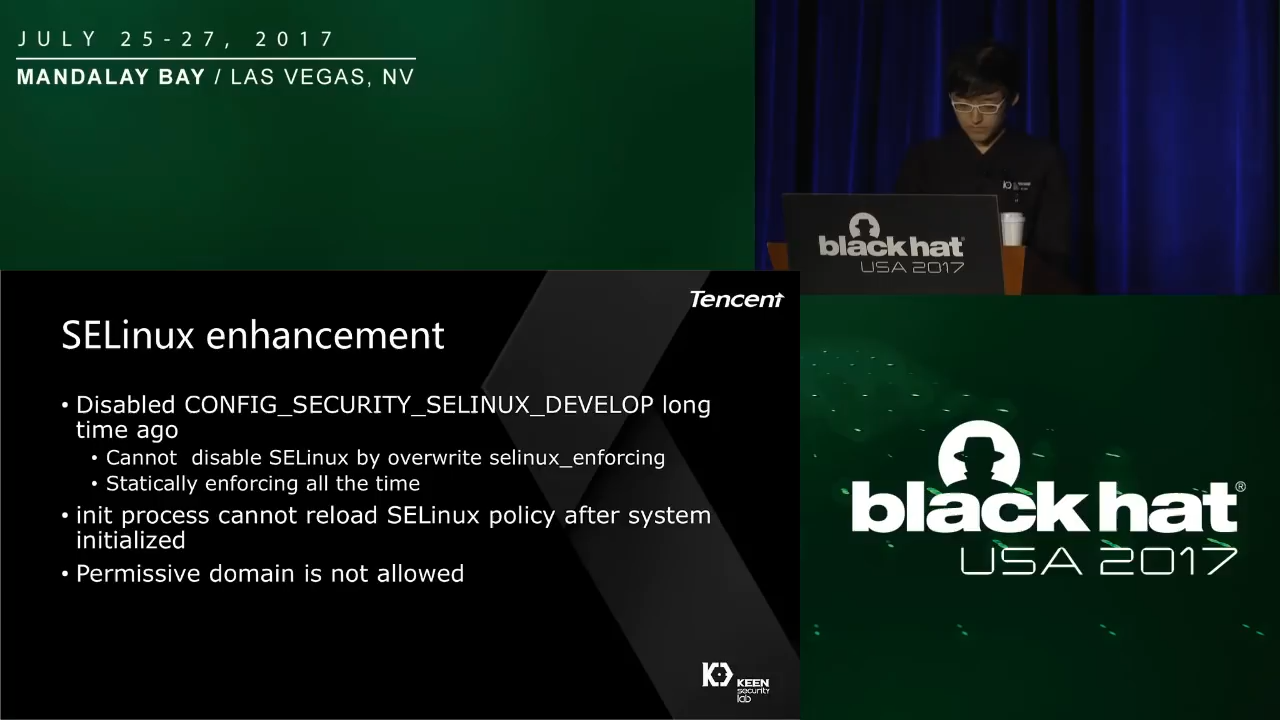 JULY 25-27, 2017
MANDALAY BAY / LAS VEGAS, NV
black hat
USA 2017
Tencent
SELinux enhancement
• Disabled CONFIG_SECURITY_SELINUX_DEVELOP long
time ago
• Cannot disable SELinux by overwrite selinux_enforcing
• Statically enforcing all the time
• init process cannot reload SELinux policy after system
initialized
• Permissive domain is not allowed
KEEN
security
lab
black hat®
USA 2017